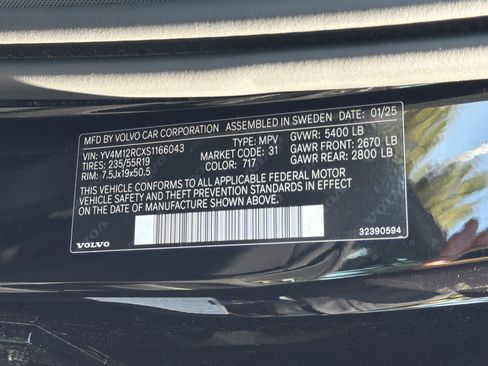 MFD BY VOLVO CAR CORPORATION ASSEMBLED IN SWEDEN DATE: 01/25
VIN: YV4M12RCXS1166043 TYPE: MPV GVWR: 5400 LB
TIRES: 235/55R19 MARKET CODE: 31 GAWR FRONT: 2670 LB
RIM: 7.5Jx19x50.5 COLOR: 717 GAWR REAR: 2800 LB
THIS VEHICLE CONFORMS TO ALL APPLICABLE FEDERAL MOTOR
VEHICLE SAFETY AND THEFT PREVENTION STANDARDS IN EFFECT
ON THE DATE OF MANUFACTURE SHOWN ABOVE.
VOLVO 32390594